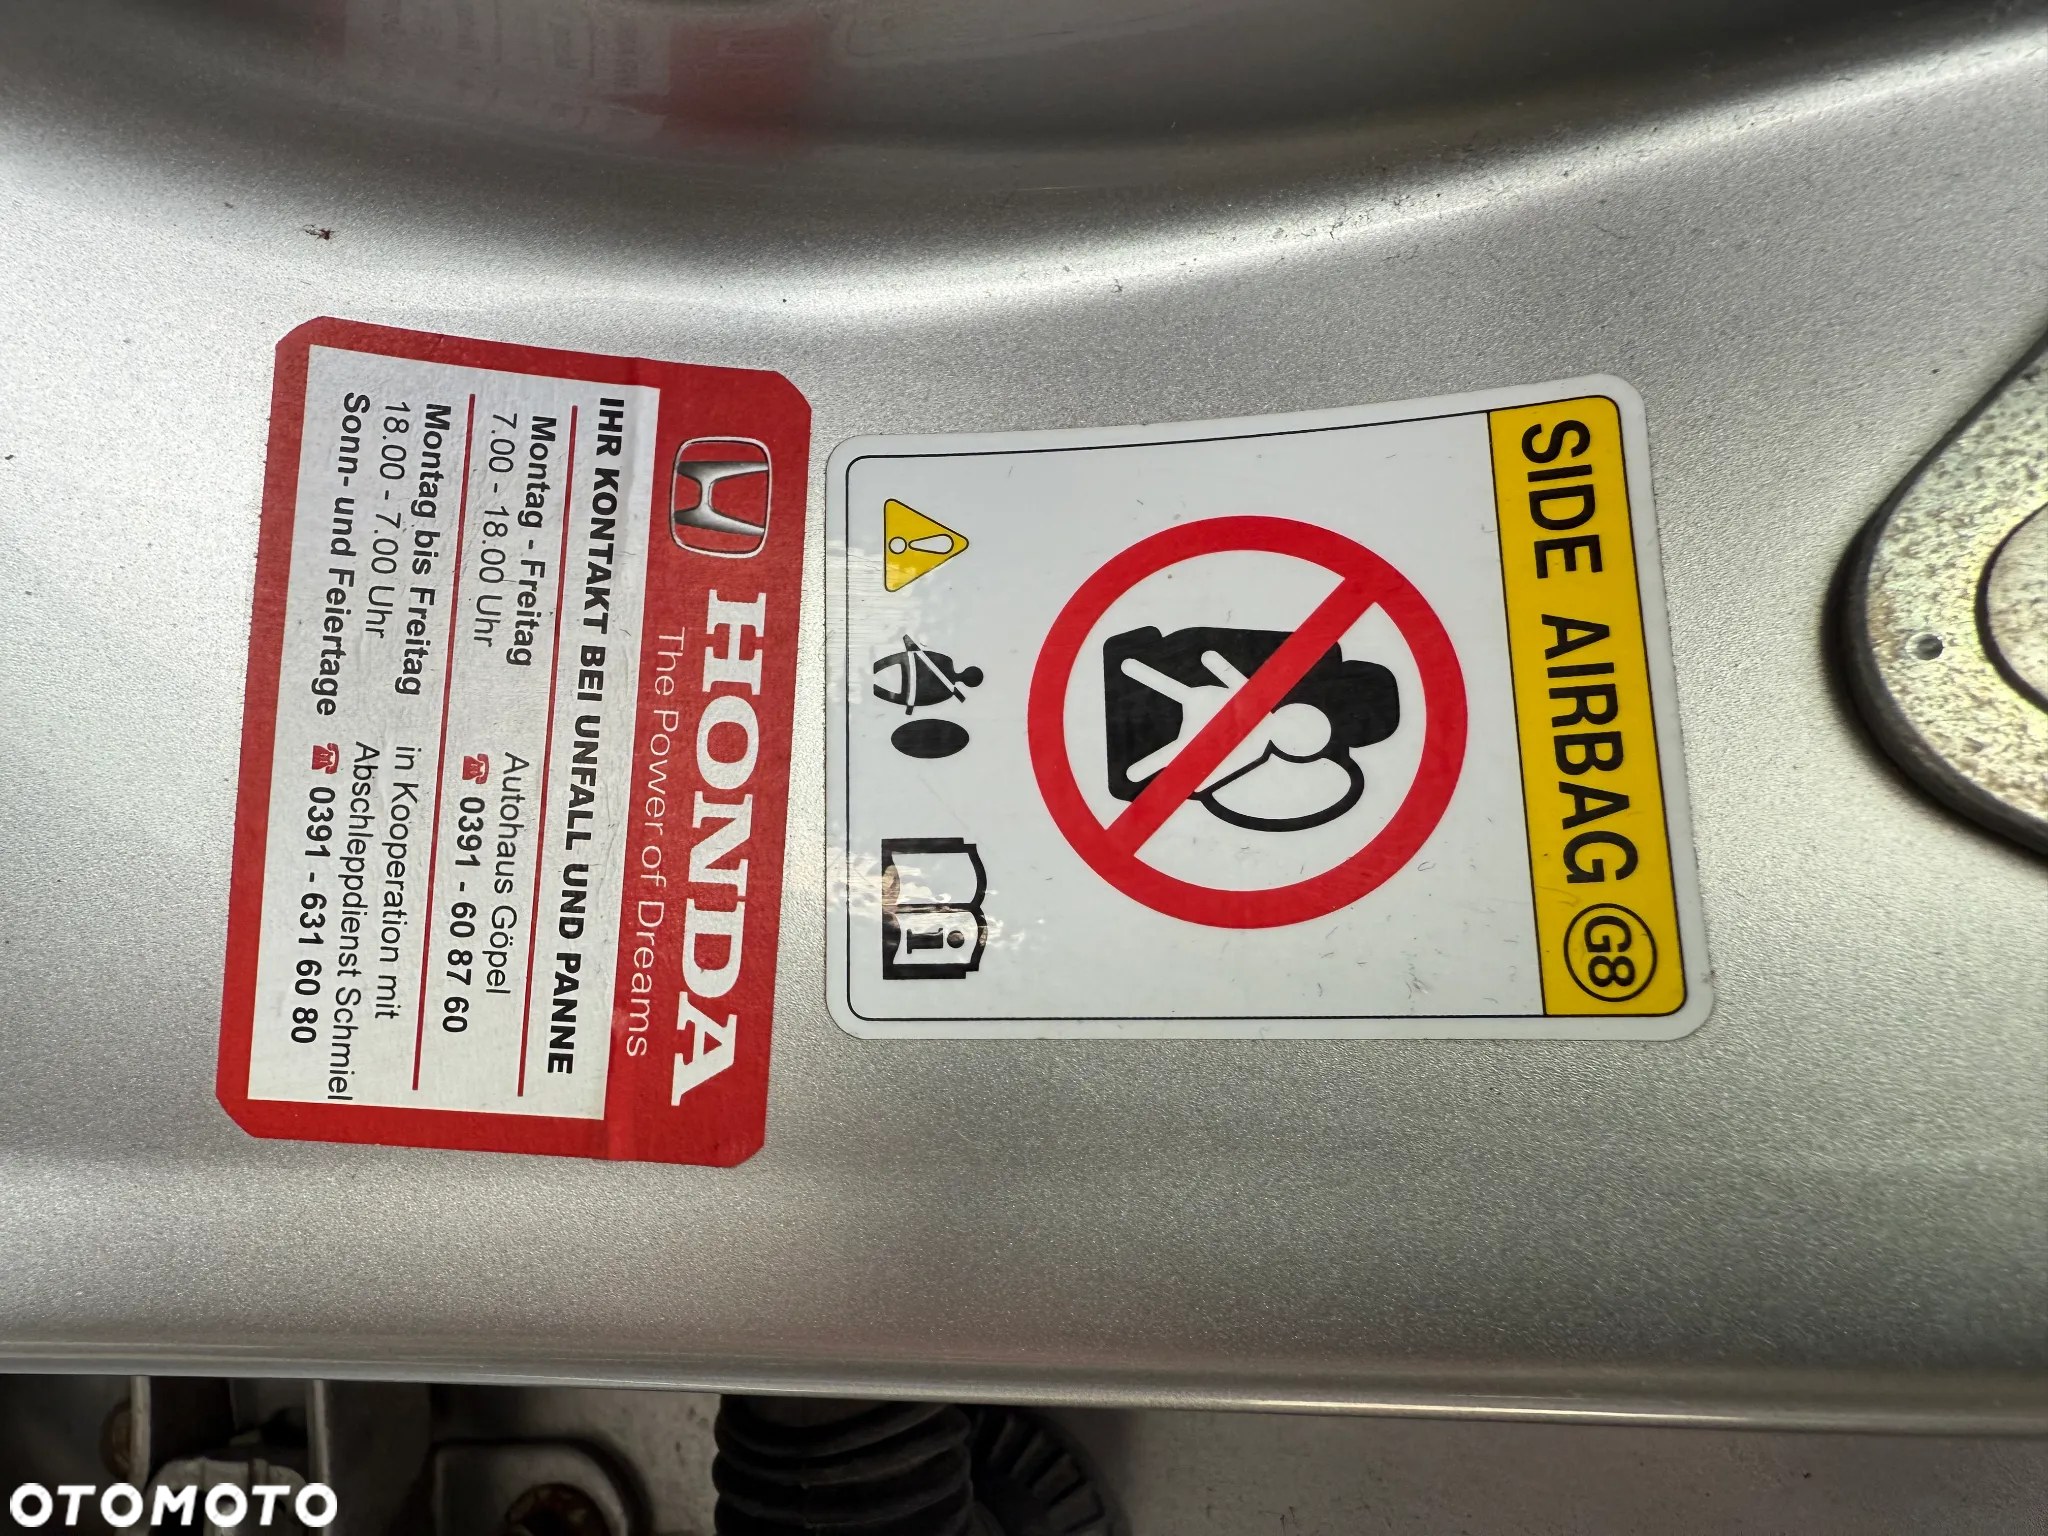 HONDA
The Power of Dreams
IHR KONTAKT BEI UNFALL UND PANNE
Montag - Freitag
7.00 - 18.00 Uhr
Autohaus Göpel
☎ 0391 - 60 87 60
Montag bis Freitag
18.00 - 7.00 Uhr
Sonn- und Feiertage
in Kooperation mit
Abschleppdienst Schmiel
☎ 0391 - 631 60 80
SIDE AIRBAG G8
i
OTOMOTO